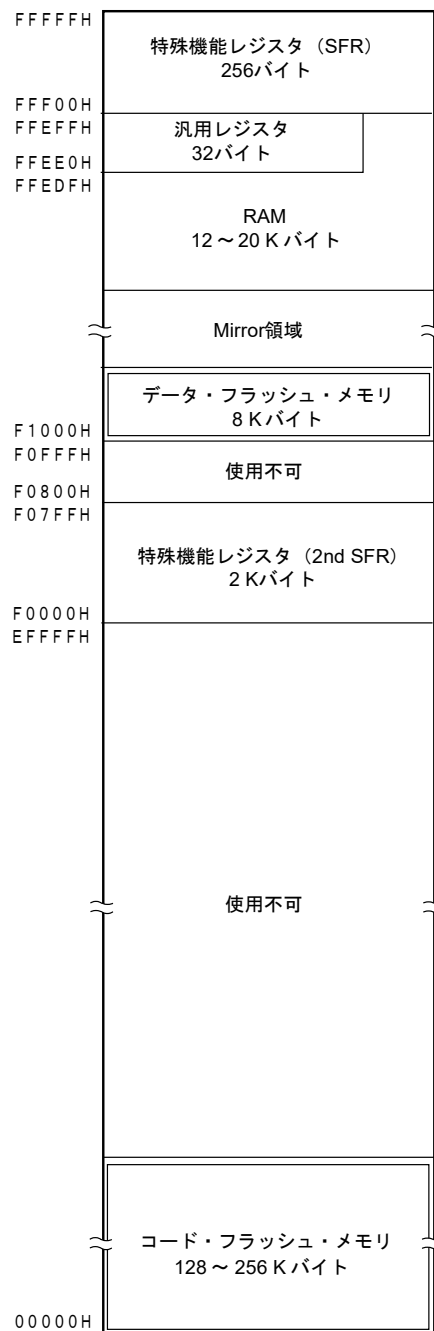 FFFFFH
特殊機能レジスタ（SFR）
256バイト
FFF00H
FFEFFH
汎用レジスタ
32バイト
FFEE0H
FFEDFH
RAM
12 ～ 20 K バイト
Mirror領域
データ・フラッシュ・メモリ
8 Kバイト
F1000H
F0FFFH
使用不可
F0800H
F07FFH
特殊機能レジスタ（2nd SFR）
2 Kバイト
F0000H
EFFFFH
使用不可
コード・フラッシュ・メモリ
128 ～ 256 K バイト
00000H